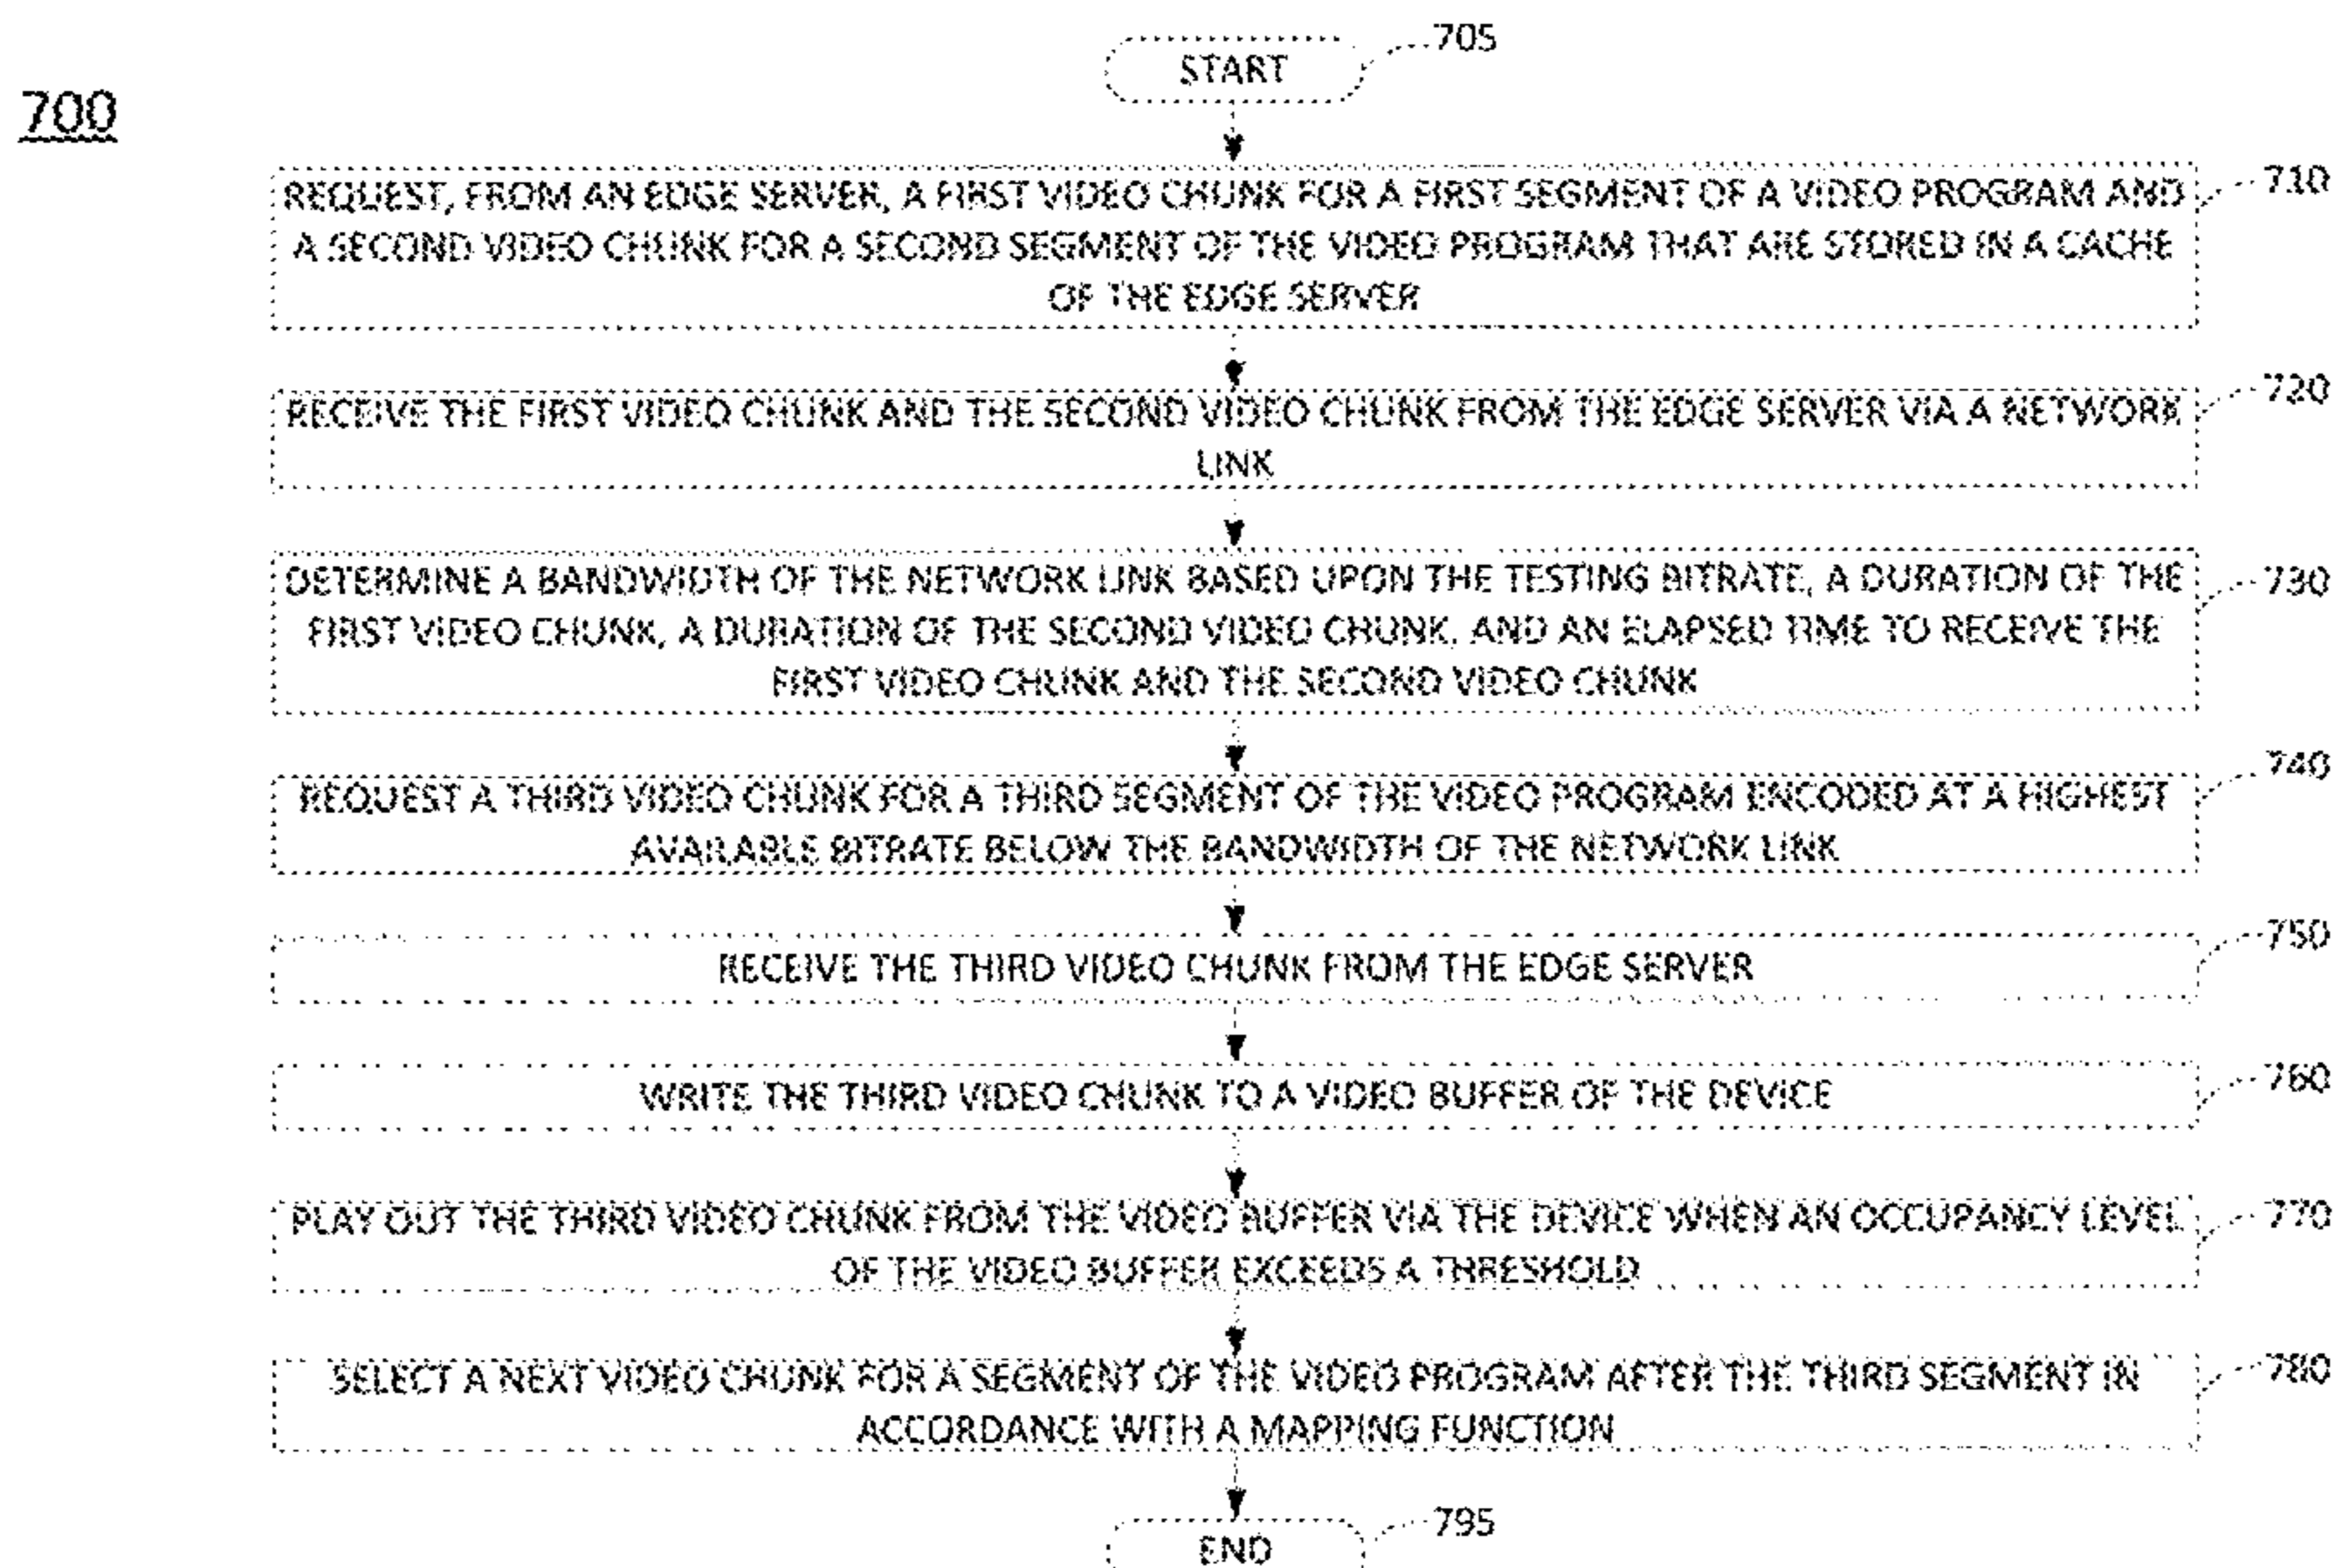 700
START
705
REQUEST, FROM AN EDGE SERVER, A FIRST VIDEO CHUNK FOR A FIRST SEGMENT OF A VIDEO PROGRAM AND
A SECOND VIDEO CHUNK FOR A SECOND SEGMENT OF THE VIDEO PROGRAM THAT ARE STORED IN A CACHE
OF THE EDGE SERVER
710
RECEIVE THE FIRST VIDEO CHUNK AND THE SECOND VIDEO CHUNK FROM THE EDGE SERVER VIA A NETWORK
LINK
720
DETERMINE A BANDWIDTH OF THE NETWORK LINK BASED UPON THE TESTING BITRATE, A DURATION OF THE
FIRST VIDEO CHUNK, A DURATION OF THE SECOND VIDEO CHUNK, AND AN ELAPSED TIME TO RECEIVE THE
FIRST VIDEO CHUNK AND THE SECOND VIDEO CHUNK
730
REQUEST A THIRD VIDEO CHUNK FOR A THIRD SEGMENT OF THE VIDEO PROGRAM ENCODED AT A HIGHEST
AVAILABLE BITRATE BELOW THE BANDWIDTH OF THE NETWORK LINK
740
RECEIVE THE THIRD VIDEO CHUNK FROM THE EDGE SERVER
750
WRITE THE THIRD VIDEO CHUNK TO A VIDEO BUFFER OF THE DEVICE
760
PLAY OUT THE THIRD VIDEO CHUNK FROM THE VIDEO BUFFER VIA THE DEVICE WHEN AN OCCUPANCY LEVEL
OF THE VIDEO BUFFER EXCEEDS A THRESHOLD
770
SELECT A NEXT VIDEO CHUNK FOR A SEGMENT OF THE VIDEO PROGRAM AFTER THE THIRD SEGMENT IN
ACCORDANCE WITH A MAPPING FUNCTION
780
END
795